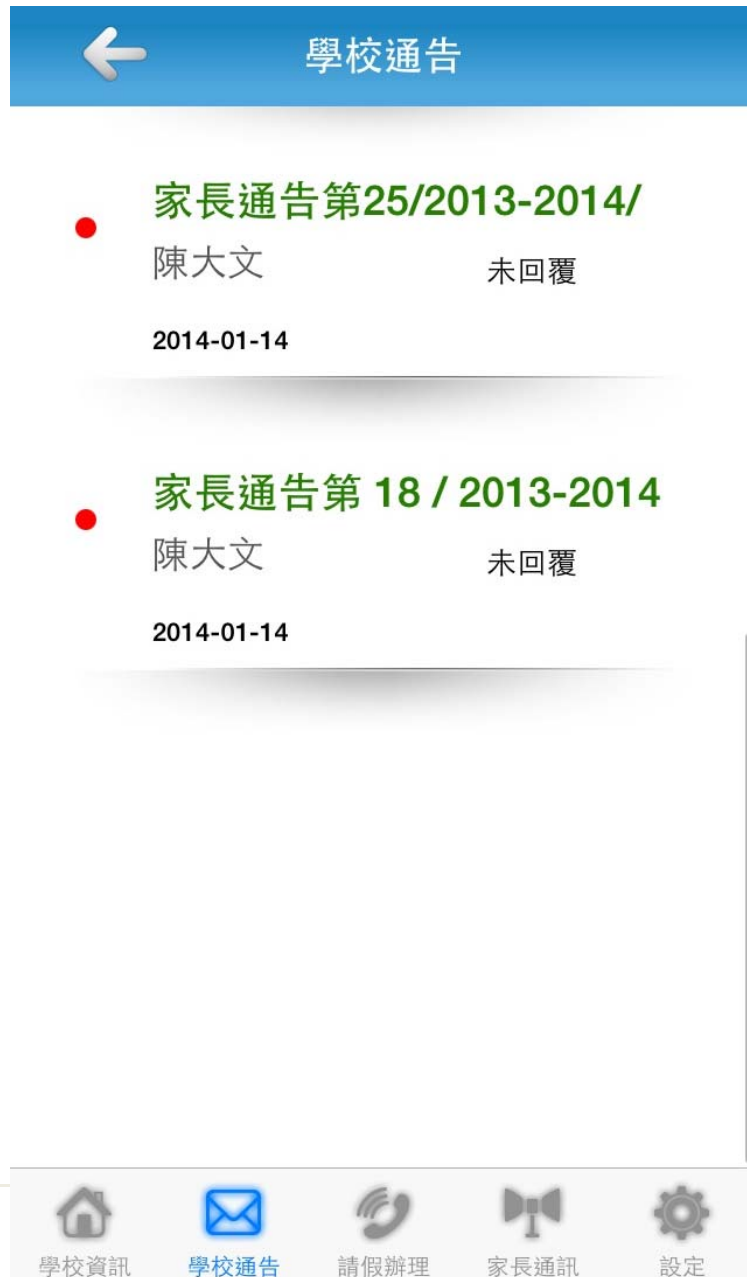 學校通告
家長通告第25/2013-2014/
陳大文 未回覆
2014-01-14
家長通告第 18 / 2013-2014
陳大文 未回覆
2014-01-14
學校資訊 學校通告 請假辦理 家長通訊 設定